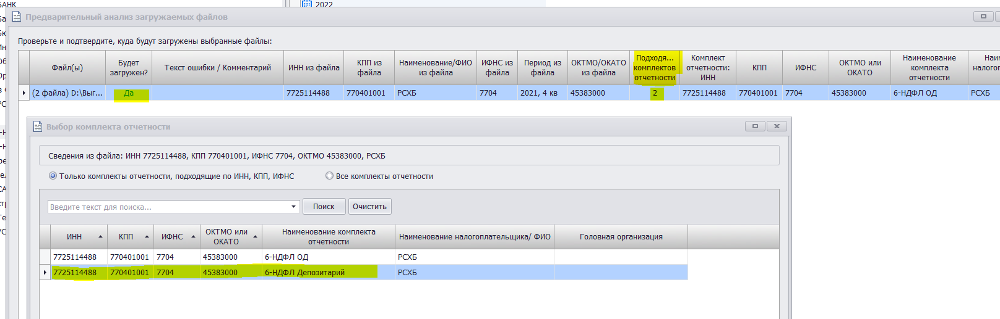 БАНК
2022
Предварительный анализ загружаемых файлов
Проверьте и подтвердите, куда будут загружены выбранные файлы:
Файл(ы) Будет загружен? Текст ошибки / Комментарий ИНН из файла КПП из файла Наименование/ФИО из файла ИФНС из файла Период из файла ОКТМО/ОКАТО из файла Подходя... комплектов отчетности Комплект отчетности: ИНН КПП ИФНС ОКТМО или ОКАТО Наименование комплекта отчетности
(2 файла) D:\Выг... Да 7725114488 770401001 РСХБ 7704 2021, 4 кв 45383000 2 7725114488 770401001 7704 45383000 6-НДФЛ ОД РСХБ
Выбор комплекта отчетности
Сведения из файла: ИНН 7725114488, КПП 770401001, ИФНС 7704, ОКТМО 45383000, РСХБ
Только комплекты отчетности, подходящие по ИНН, КПП, ИФНС Все комплекты отчетности
Введите текст для поиска... Поиск Очистить
ИНН КПП ИФНС ОКТМО или ОКАТО Наименование комплекта отчетности Наименование налогоплательщика/ ФИО Головная организация
7725114488 770401001 7704 45383000 6-НДФЛ ОД РСХБ
7725114488 770401001 7704 45383000 6-НДФЛ Депозитарий РСХБ